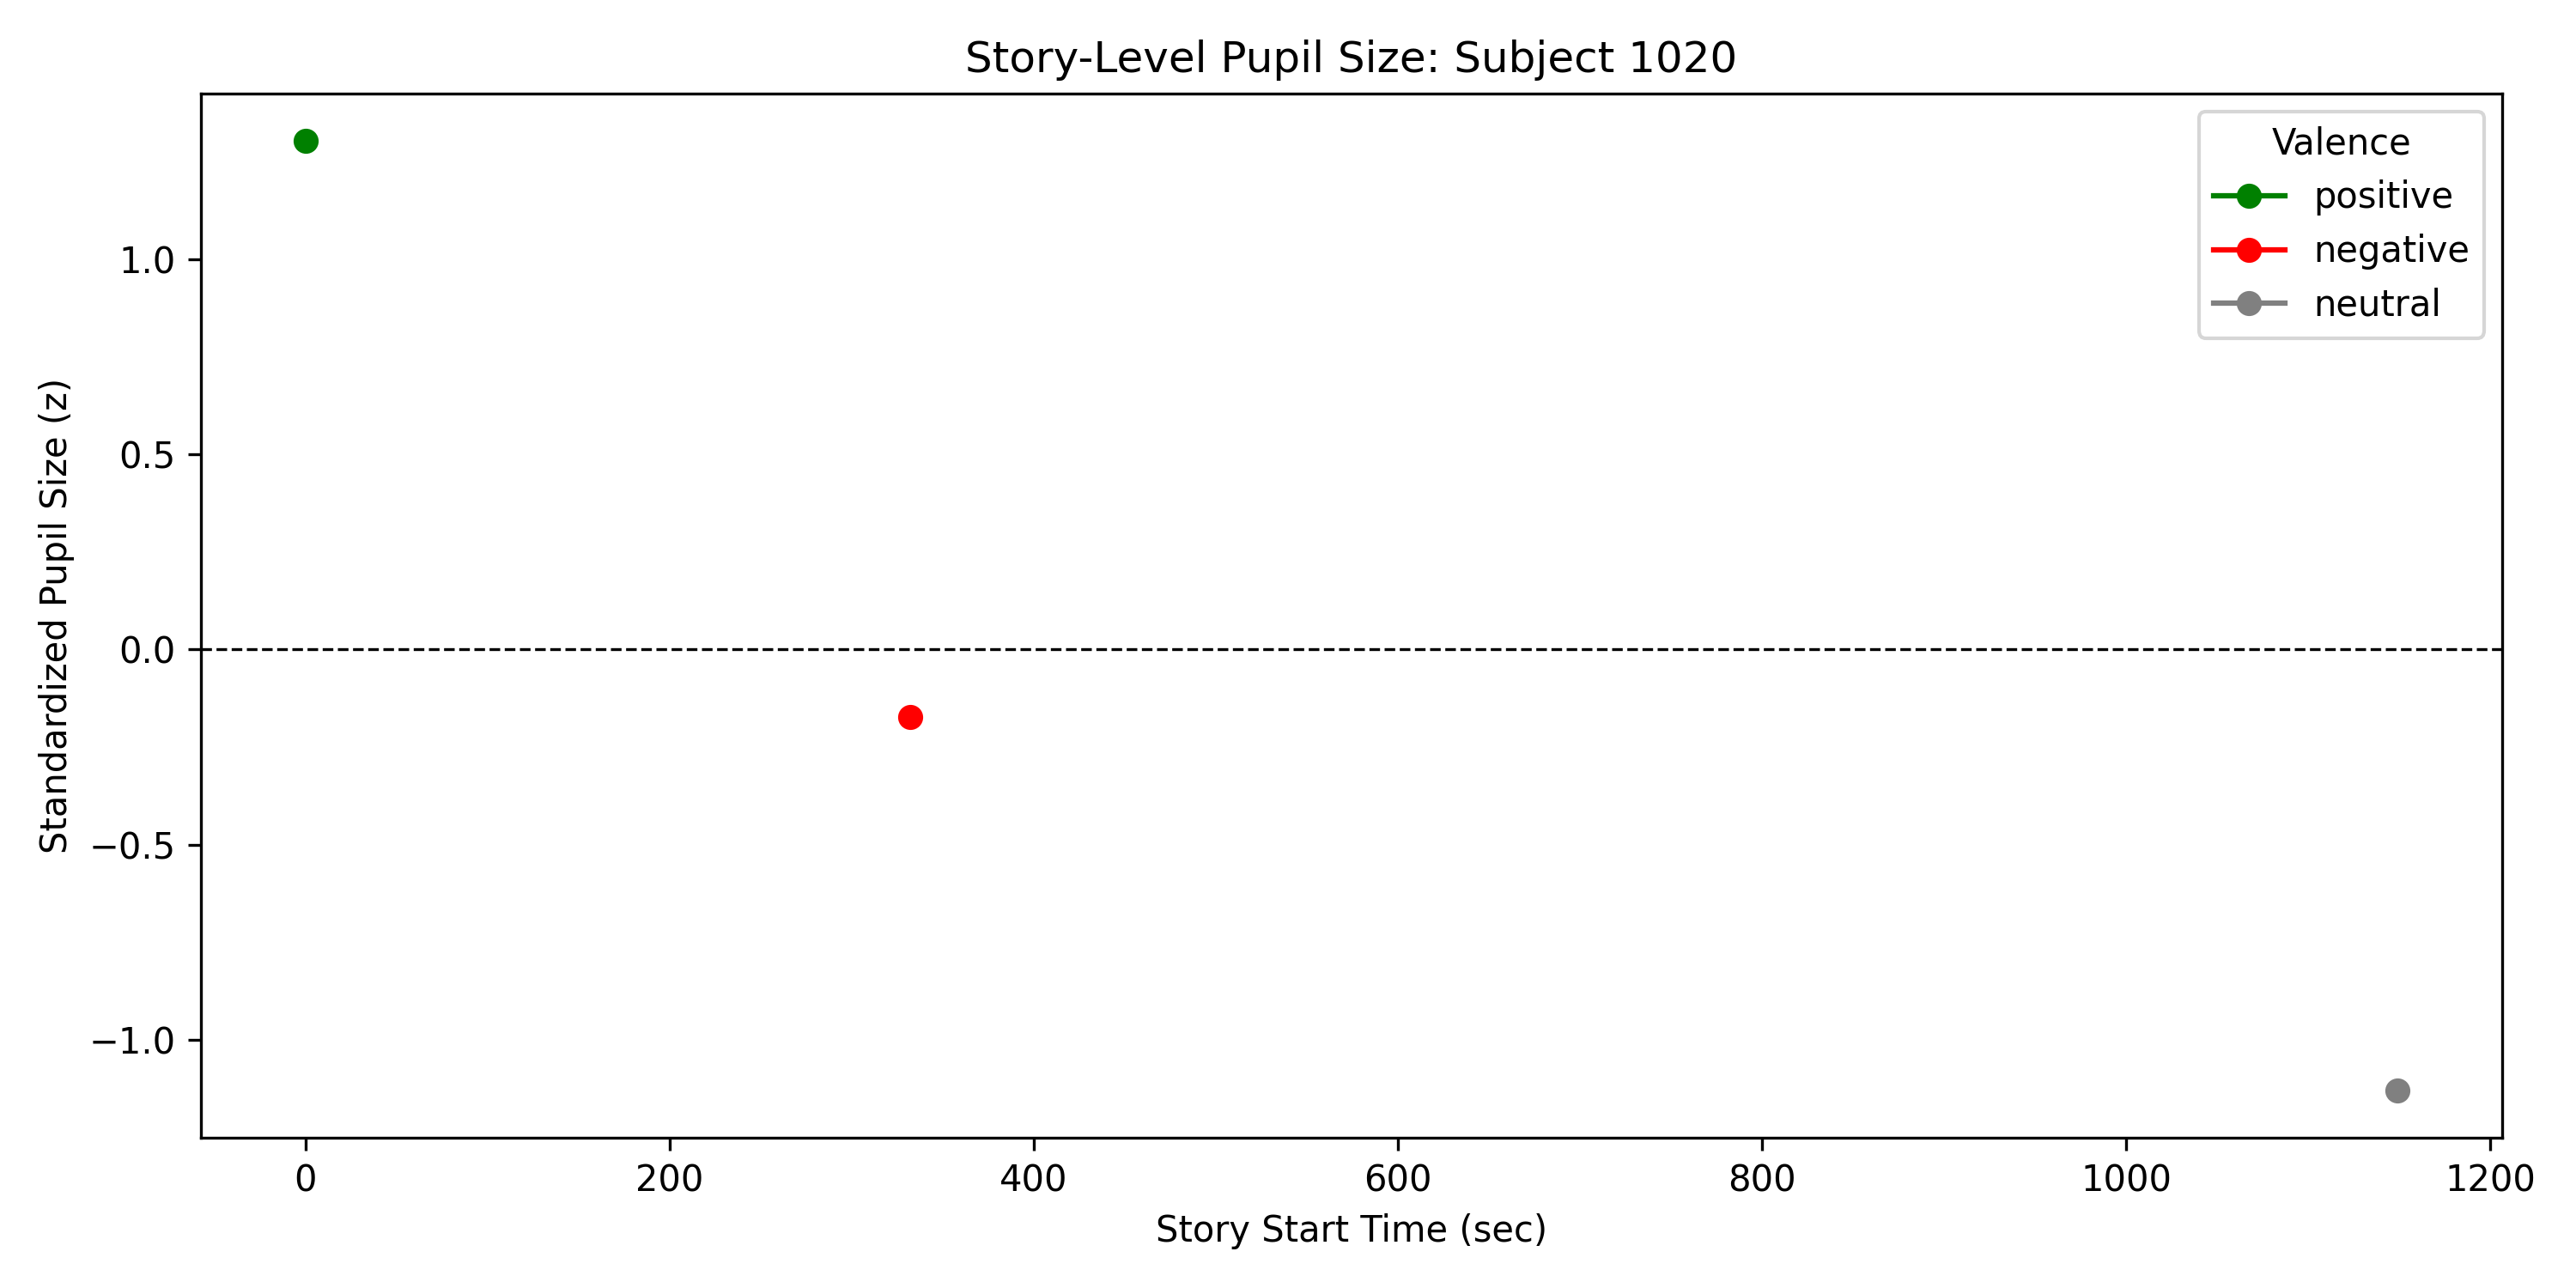 Story-Level Pupil Size: Subject 1020
Valence
positive
negative
neutral
Standardized Pupil Size (z)
1.0
0.5
0.0
−0.5
−1.0
0 200 400 600 800 1000 1200
Story Start Time (sec)